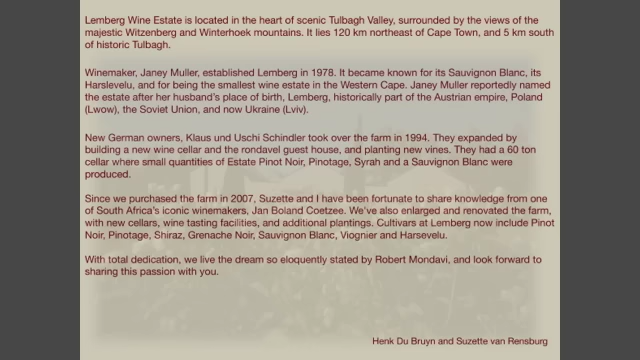 Lemberg Wine Estate is located in the heart of scenic Tulbagh Valley, surrounded by the views of the
majestic Witzenberg and Winterhoek mountains. It lies 120 km northeast of Cape Town, and 5 km south
of historic Tulbagh.
Winemaker, Janey Muller, established Lemberg in 1978. It became known for its Sauvignon Blanc, its
Harslevelu, and for being the smallest wine estate in the Western Cape. Janey Muller reportedly named
the estate after her husband's place of birth, Lemberg, historically part of the Austrian empire, Poland
(Lwow), the Soviet Union, and now Ukraine (Lviv).
New German owners, Klaus und Uschi Schindler took over the farm in 1994. They expanded by
building a new wine cellar and the rondavel guest house, and planting new vines. They had a 60 ton
cellar where small quantities of Estate Pinot Noir, Pinotage, Syrah and a Sauvignon Blanc were
produced.
Since we purchased the farm in 2007, Suzette and I have been fortunate to share knowledge from one
of South Africa's iconic winemakers, Jan Boland Coetzee. We've also enlarged and renovated the farm,
with new cellars, wine tasting facilities, and additional plantings. Cultivars at Lemberg now include Pinot
Noir, Pinotage, Shiraz, Grenache Noir, Sauvignon Blanc, Viognier and Harsevelu.
With total dedication, we live the dream so eloquently stated by Robert Mondavi, and look forward to
sharing this passion with you.
Henk Du Bruyn and Suzette van Rensburg